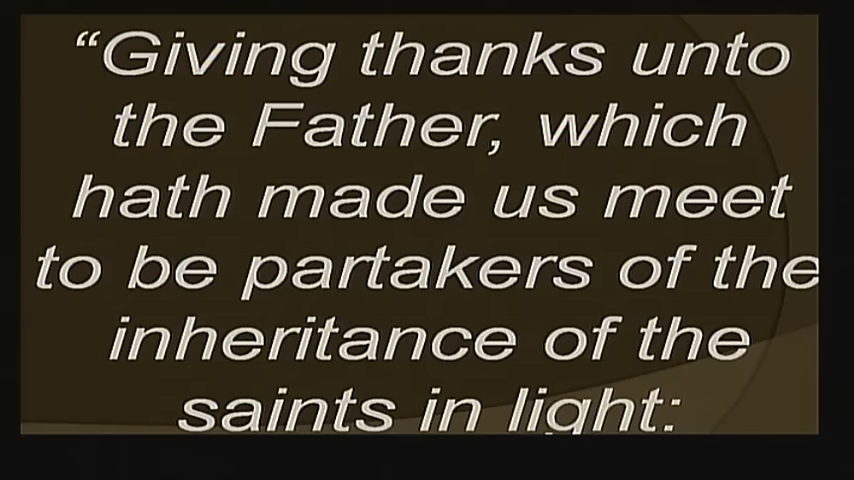 “Giving thanks unto
the Father, which
hath made us meet
to be partakers of the
inheritance of the
saints in light: